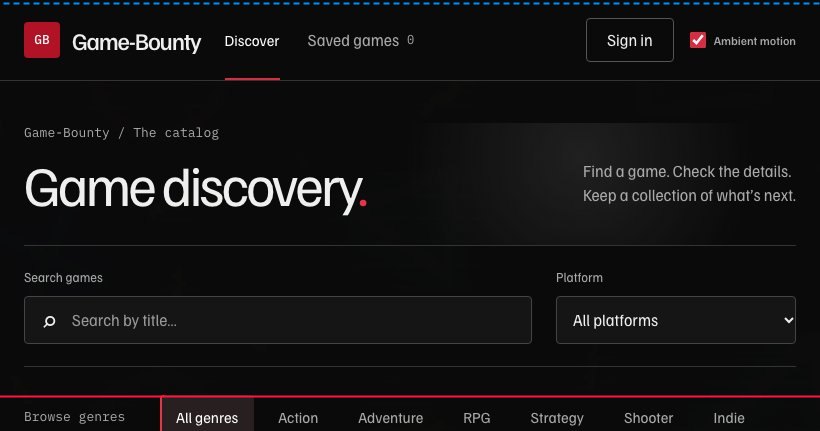 GB Game-Bounty Discover Saved games 0 Sign in Ambient motion
Game-Bounty / The catalog
Game discovery.
Find a game. Check the details.
Keep a collection of what's next.
Search games
Platform
Search by title...
All platforms
Browse genres All genres Action Adventure RPG Strategy Shooter Indie